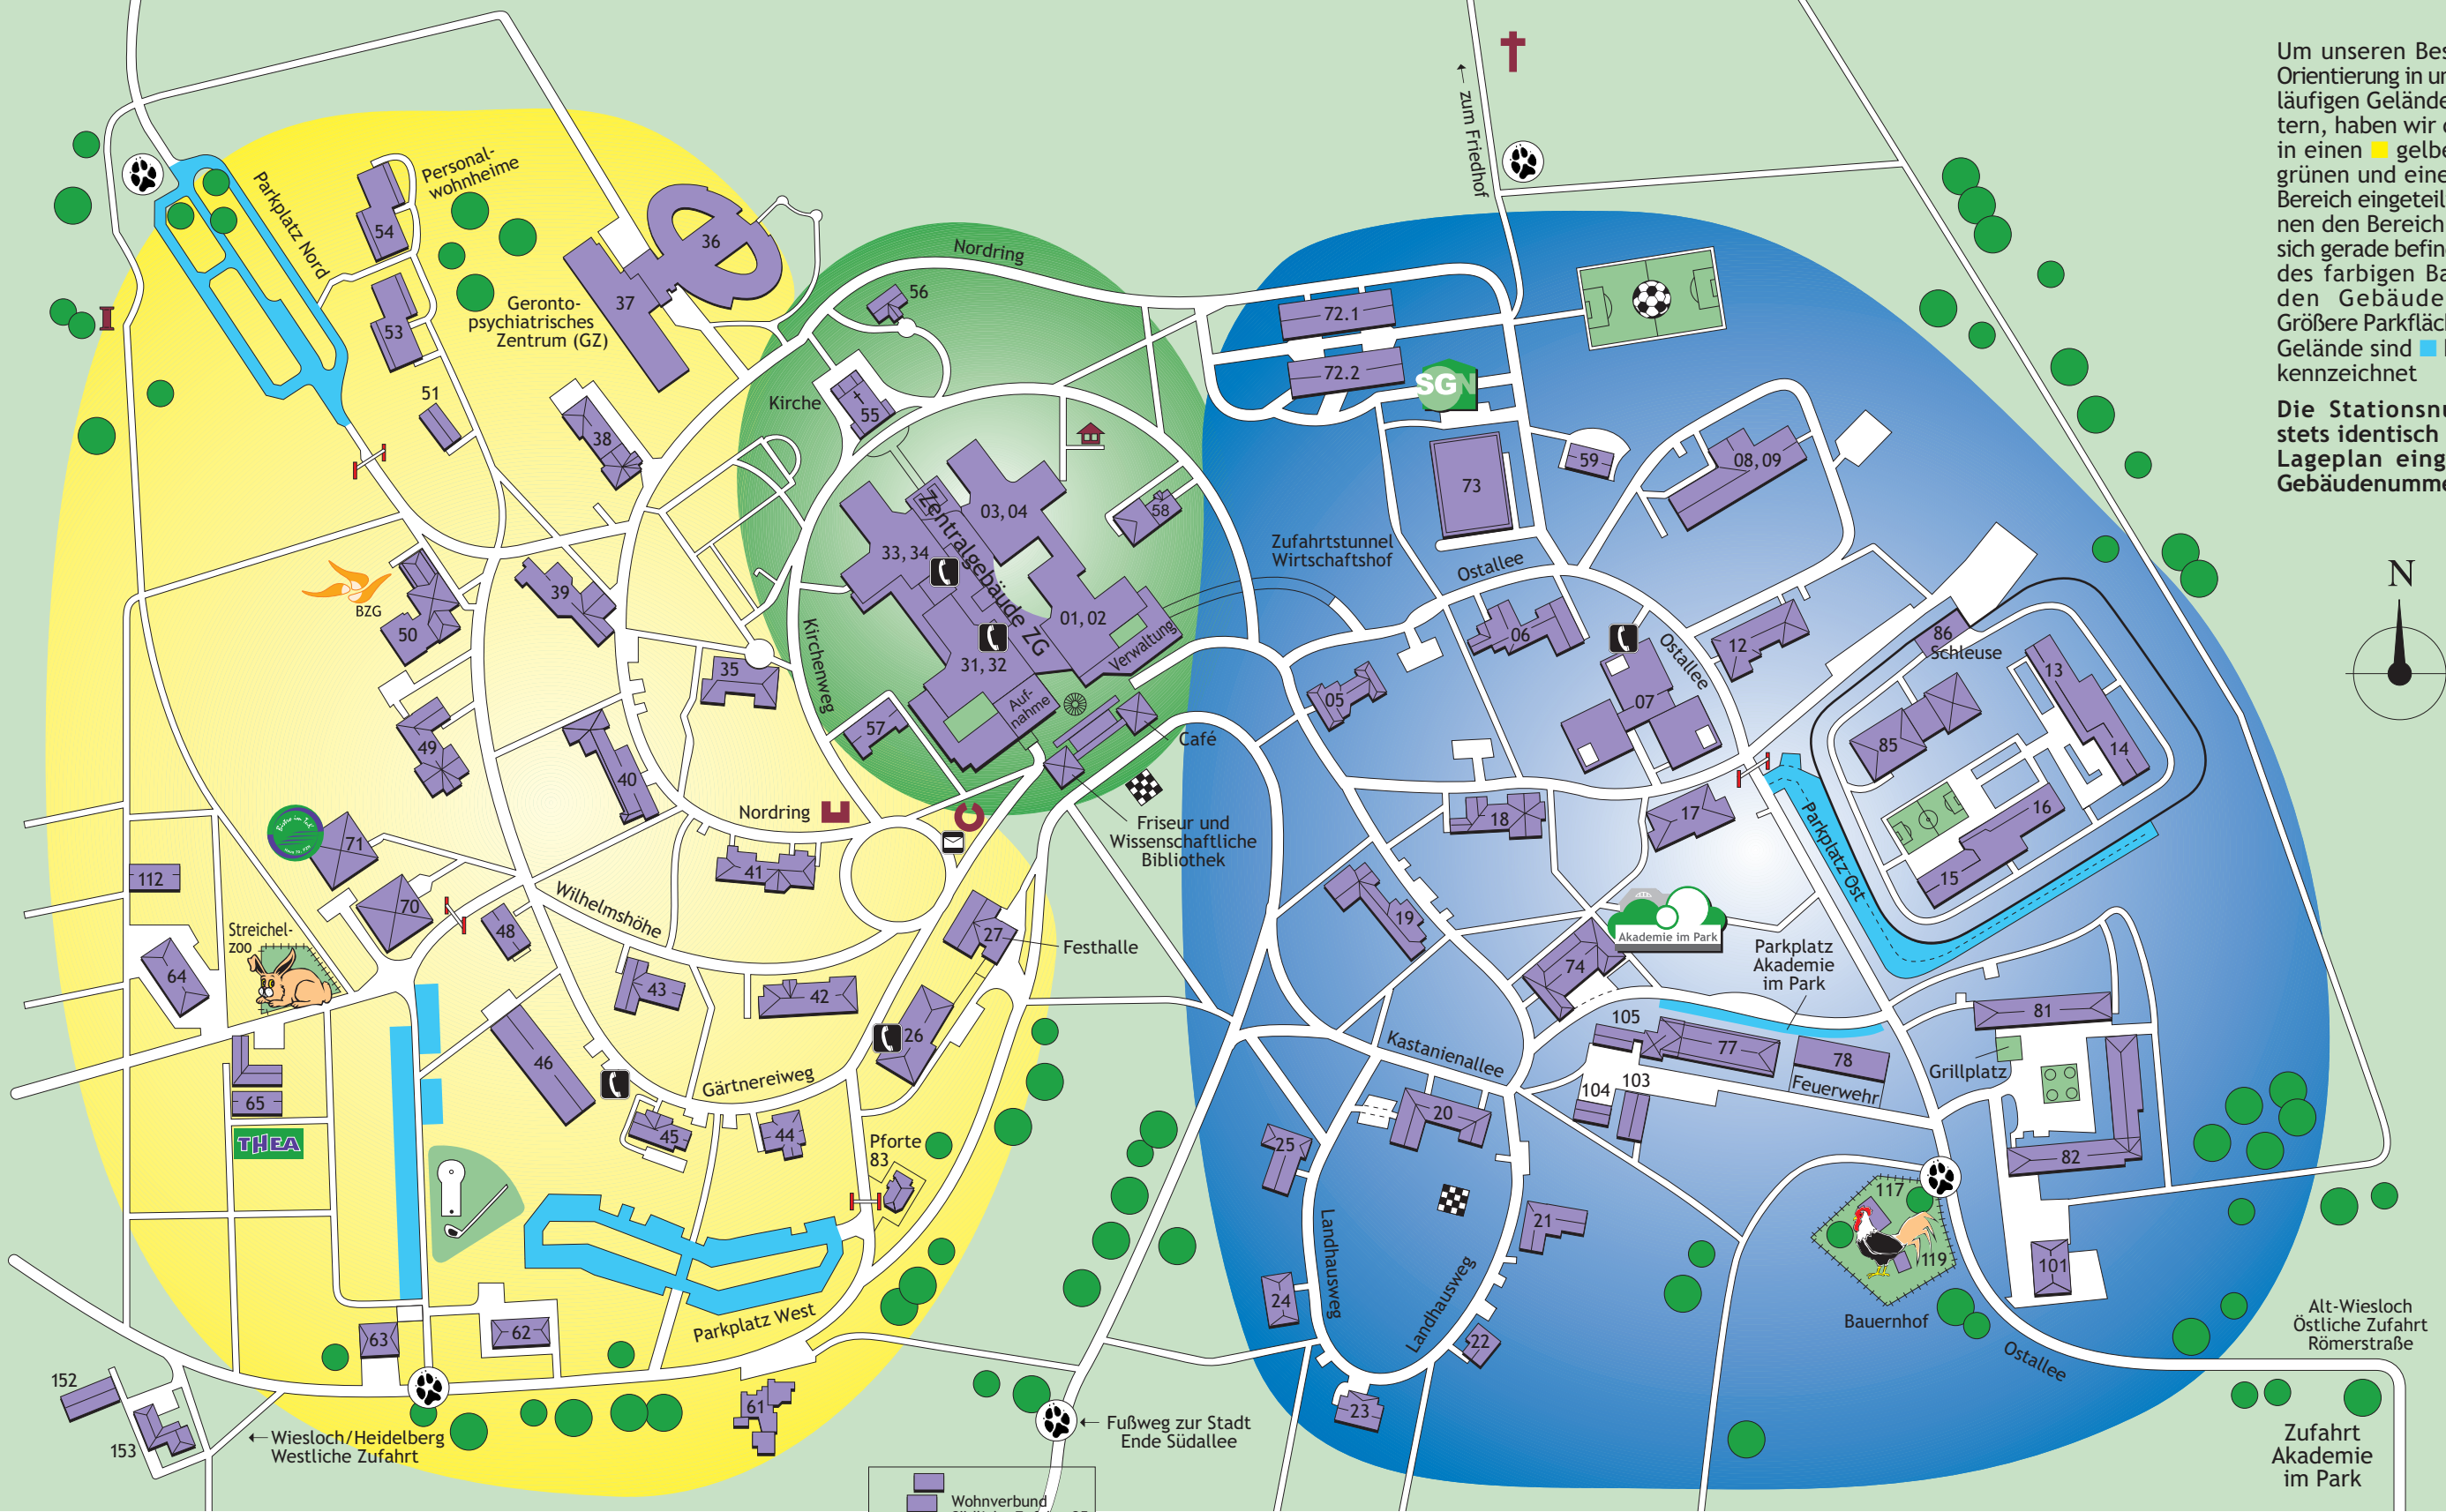 Um unseren Bes
Orientierung in un
läufigen Gelände
tern, haben wir
in einen gelbe
grünen und eine
Bereich eingeteil
nen den Bereich
sich gerade befin
des farbigen Ba
den Gebäude
Größere Parkfläch
Gelände sind
kennzeichnet
Die Stationsnu
stets identisch
Lageplan eing
Gebäudenumme
N
← zum Friedhof
Parkplatz Nord
Personal-
wohnheime
54
53
51
Geronto-
psychiatrisches
Zentrum (GZ)
36
37
38
Nordring
56
Kirche
55
72.1
72.2
SGN
73
59
08, 09
03, 04
33, 34
58
Zentralgebäude ZG
01, 02
31, 32
Verwaltung
Auf-
nahme
57
Kirchenweg
Café
Friseur und
Wissenschaftliche
Bibliothek
Zufahrtstunnel
Wirtschaftshof
Ostallee
06
Ostallee
07
12
05
86
Schleuse
13
14
85
16
15
Parkplatz Ost
17
18
19
BZG
50
39
35
49
40
Nordring
41
71
70
112
48
Wilhelmshöhe
Streichel-
zoo
64
43
42
27
Festhalle
26
46
65
THEA
Gärtnereiweg
45
44
Pforte
83
Parkplatz West
63
62
61
152
153
← Wiesloch/Heidelberg
Westliche Zufahrt
← Fußweg zur Stadt
Ende Südallee
Wohnverbund
Akademie im Park
74
Parkplatz
Akademie
im Park
105
77
78
Feuerwehr
104
103
81
Grillplatz
82
Kastanienallee
20
25
24
21
22
23
Landhausweg
Landhausweg
117
119
Bauernhof
101
Ostallee
Alt-Wiesloch
Östliche Zufahrt
Römerstraße
Zufahrt
Akademie
im Park